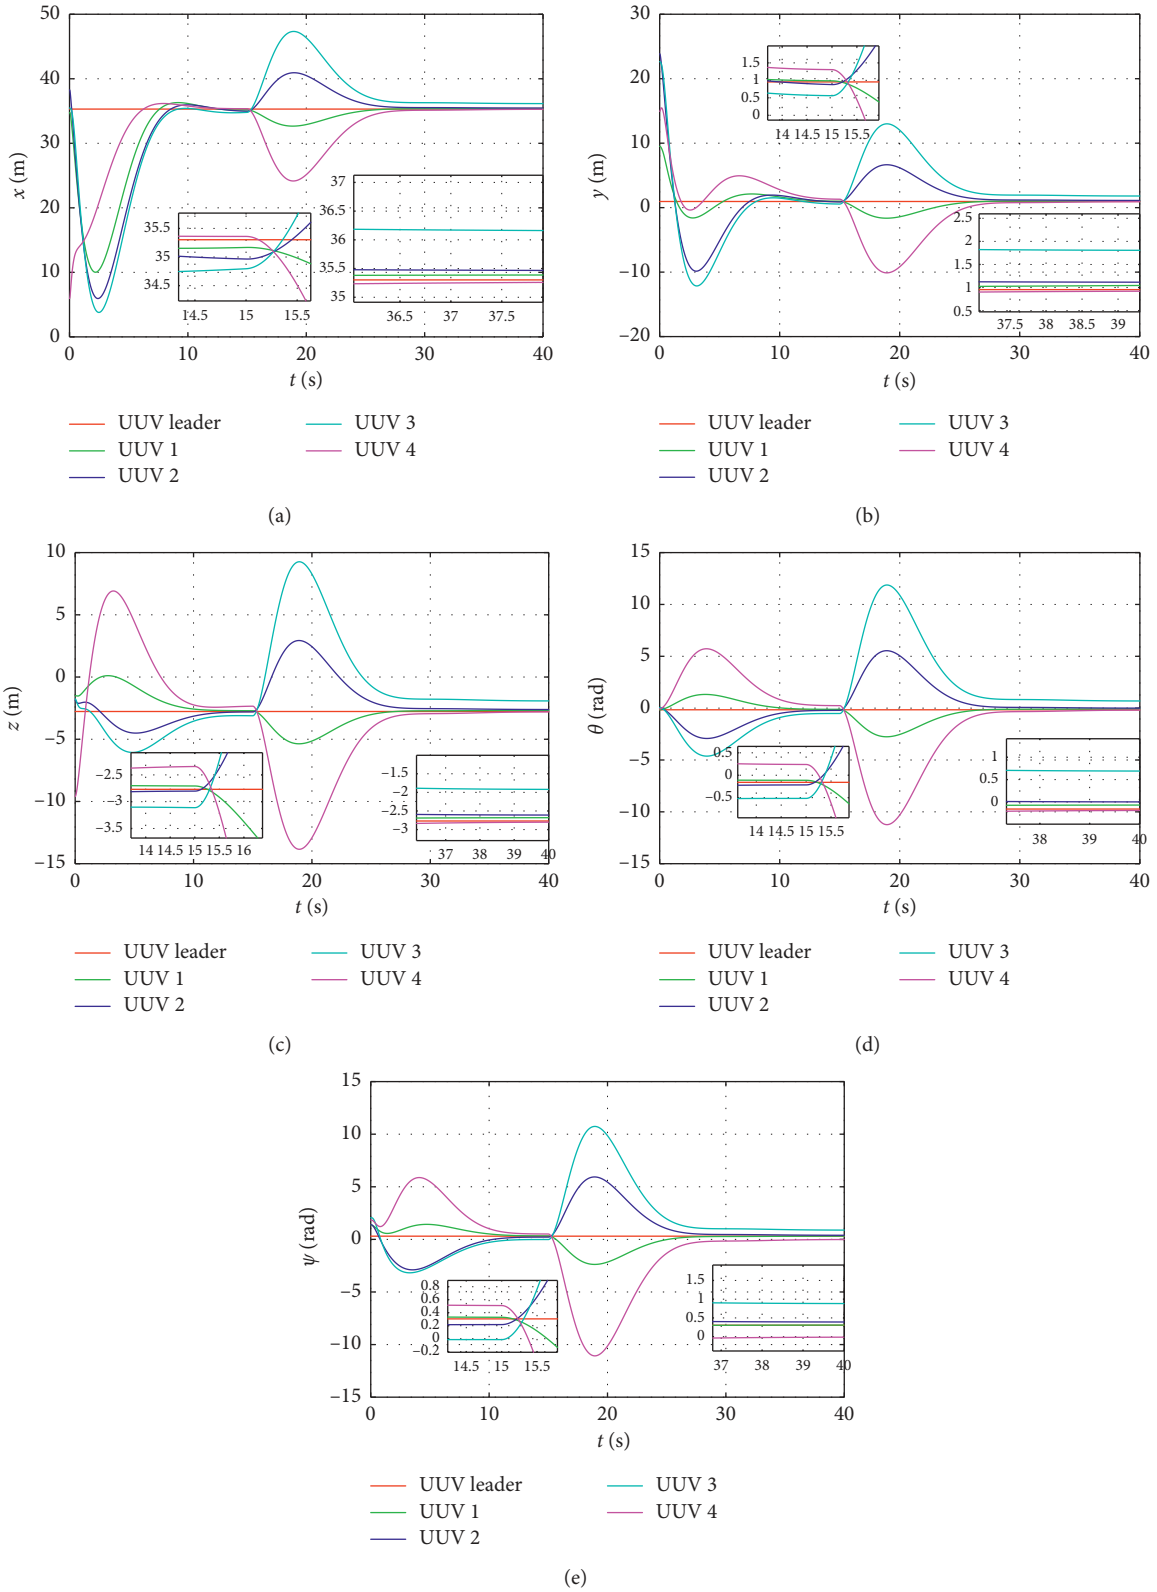 50
40
30
20
10
0
x (m)
35.5
35
34.5
14.5 15 15.5
37
36.5
36
35.5
35
36.5 37 37.5
0 10 20 30 40
t (s)
UUV leader
UUV 1
UUV 2
UUV 3
UUV 4
(a)
30
20
10
0
−10
−20
y (m)
1.5
1
0.5
0
14 14.5 15 15.5
2.5
2
1.5
1
0.5
37.5 38 38.5 39
0 10 20 30 40
t (s)
UUV leader
UUV 1
UUV 2
UUV 3
UUV 4
(b)
10
5
0
−5
−10
−15
z (m)
−2.5
−3
−3.5
14 14.5 15 15.5 16
−1.5
−2
−2.5
−3
37 38 39 40
0 10 20 30 40
t (s)
UUV leader
UUV 1
UUV 2
UUV 3
UUV 4
(c)
15
10
5
0
−5
−10
−15
θ (rad)
0.5
0
−0.5
14 14.5 15 15.5
1
0.5
0
38 39 40
0 10 20 30 40
t (s)
UUV leader
UUV 1
UUV 2
UUV 3
UUV 4
(d)
15
10
5
0
−5
−10
−15
ψ (rad)
0.8
0.6
0.4
0.2
0
−0.2
14.5 15 15.5
1.5
1
0.5
0
37 38 39 40
0 10 20 30 40
t (s)
UUV leader
UUV 1
UUV 2
UUV 3
UUV 4
(e)